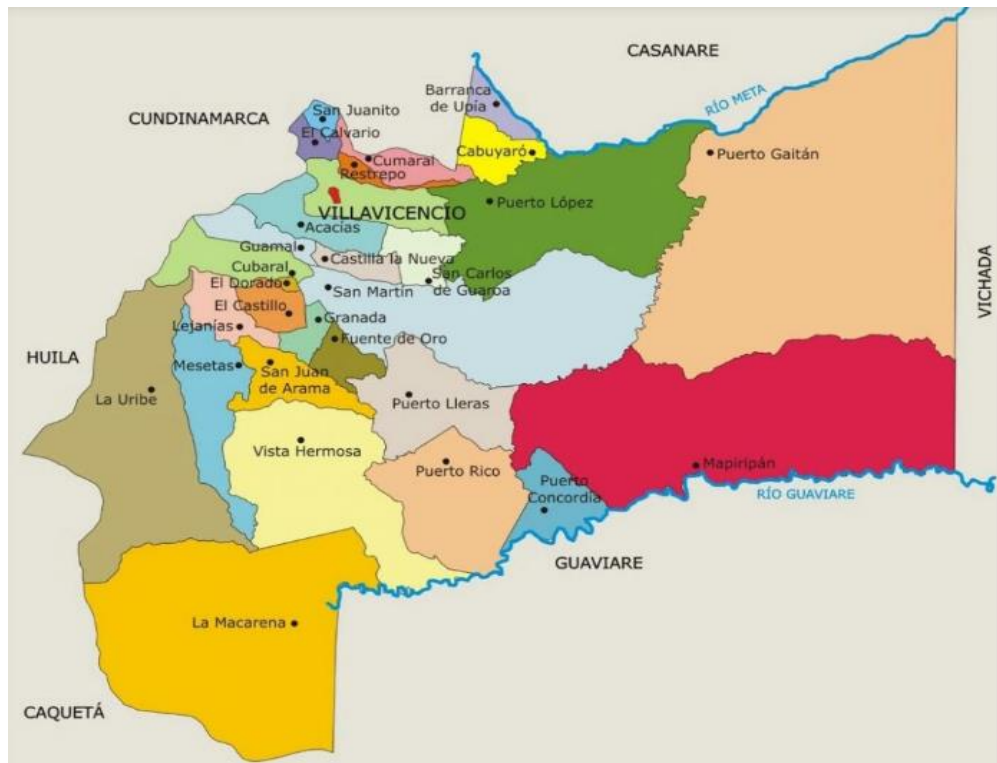 CASANARE
Barranca
de Upía
RÍO META
San Juanito
CUNDINAMARCA
El Calvario
Cumaral
Cabuyaró
Puerto Gaitán
Restrepo
VILLAVICENCIO
Puerto López
Acacías
Guamal
Castilla la Nueva
Cubaral
San Carlos
de Guaroa
El Dorado
San Martín
El Castillo
Granada
Lejanías
Fuente de Oro
VICHADA
HUILA
Mesetas
San Juan
de Arama
La Uribe
Puerto Lleras
Vista Hermosa
Puerto Rico
Mapiripán
Puerto
Concordia
RÍO GUAVIARE
GUAVIARE
La Macarena
CAQUETÁ